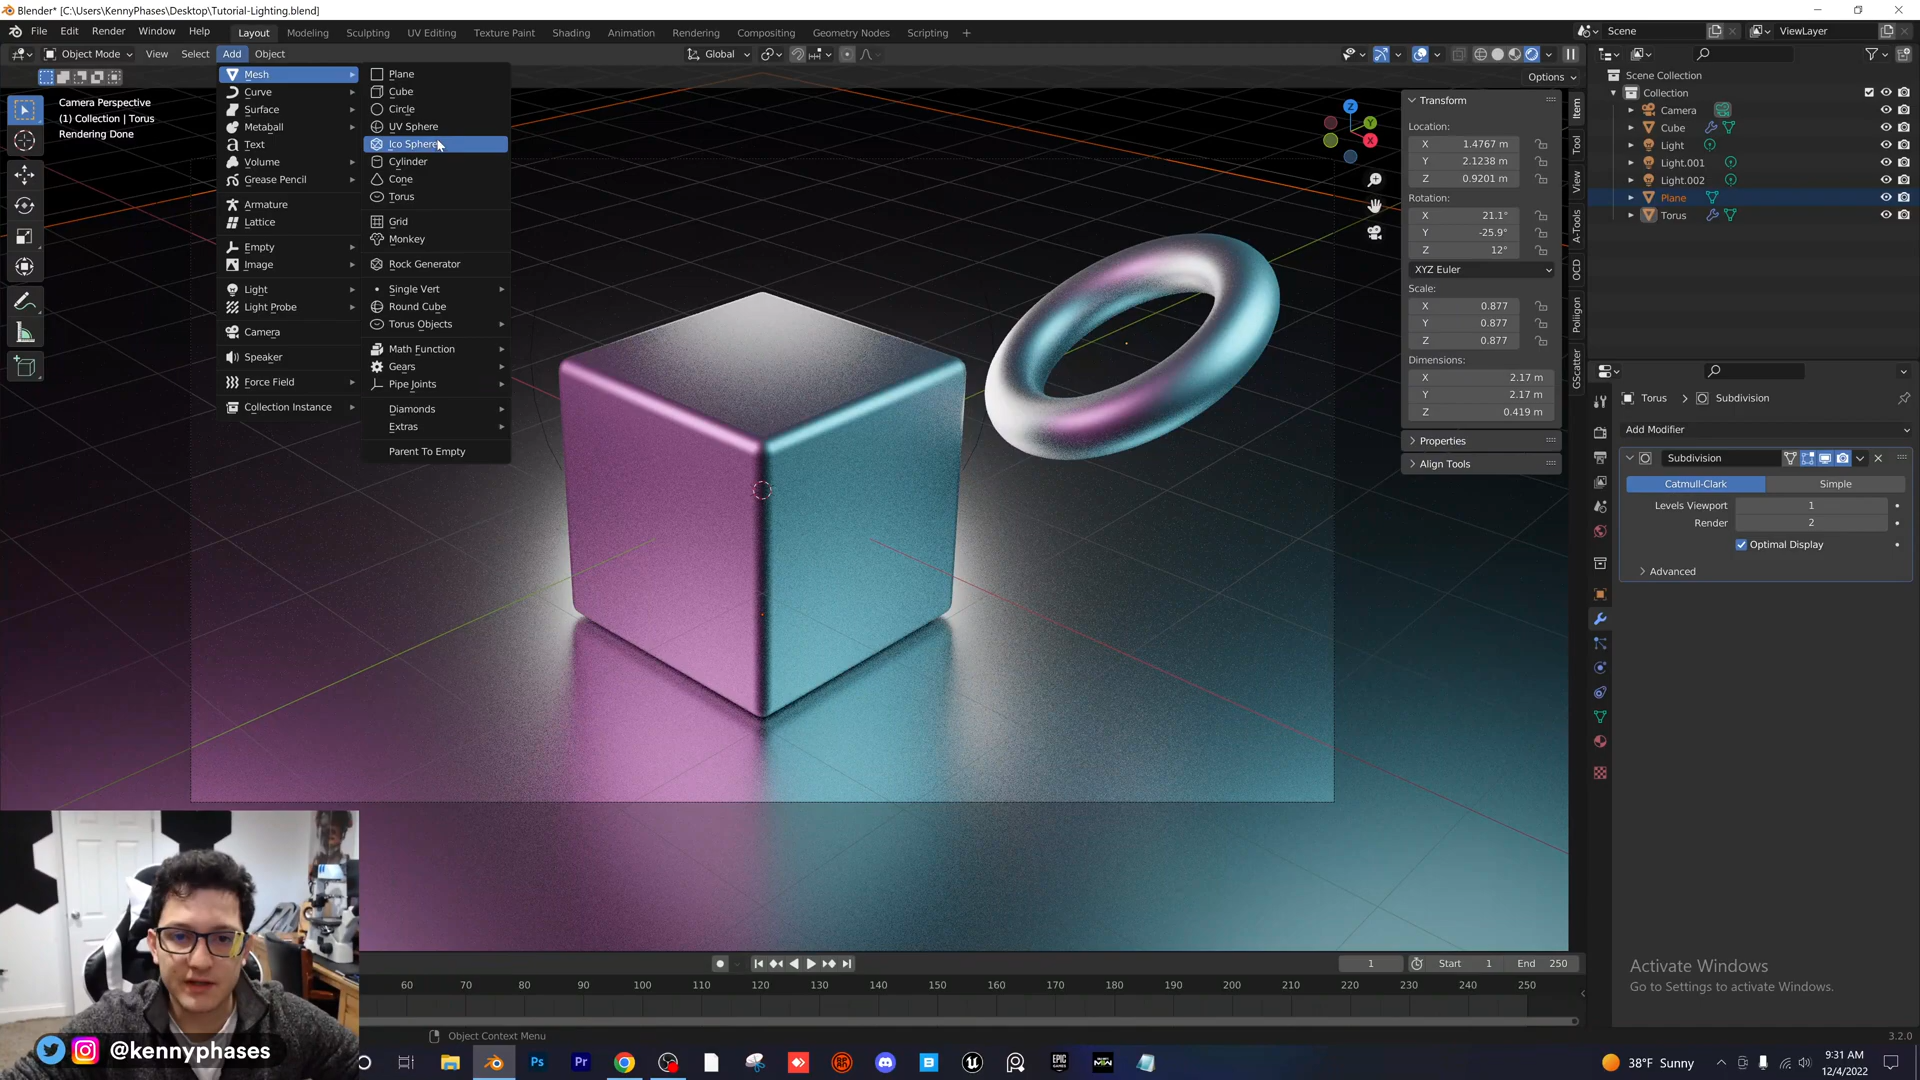 Blender* [C:\Users\KennyPhases\Desktop\Tutorial-Lighting.blend]
File Edit Render Window Help Layout Modeling Sculpting UV Editing Texture Paint Shading Animation Rendering Compositing Geometry Nodes Scripting + Scene ViewLayer
Object Mode View Select Add Object Global
Options
Camera Perspective
(1) Collection | Torus
Rendering Done
Mesh
Curve
Surface
Metaball
Text
Volume
Grease Pencil
Armature
Lattice
Empty
Image
Light
Light Probe
Camera
Speaker
Force Field
Collection Instance
Plane
Cube
Circle
UV Sphere
Ico Sphere
Cylinder
Cone
Torus
Grid
Monkey
Rock Generator
Single Vert
Round Cube
Torus Objects
Math Function
Gears
Pipe Joints
Diamonds
Extras
Parent To Empty
Z
Y
X
Transform
Location:
X 1.4767 m
Y 2.1238 m
Z 0.9201 m
Rotation:
X 21.1°
Y -25.9°
Z 12°
XYZ Euler
Scale:
X 0.877
Y 0.877
Z 0.877
Dimensions:
X 2.17 m
Y 2.17 m
Z 0.419 m
Properties
Align Tools
Item
Tool
View
A-Tools
OCD
Poliigon
GScatter
Scene Collection
Collection
Camera
Cube
Light
Light.001
Light.002
Plane
Torus
Torus > Subdivision
Add Modifier
Subdivision
Catmull-Clark Simple
Levels Viewport 1
Render 2
Optimal Display
Advanced
Activate Windows
Go to Settings to activate Windows.
1 Start 1 End 250
60 70 80 90 100 110 120 130 140 150 160 170 180 190 200 210 220 230 240 250
Object Context Menu
3.2.0
@kennyphases
Ps Pr B EPIC GAMES 38°F Sunny 9:31 AM
12/4/2022